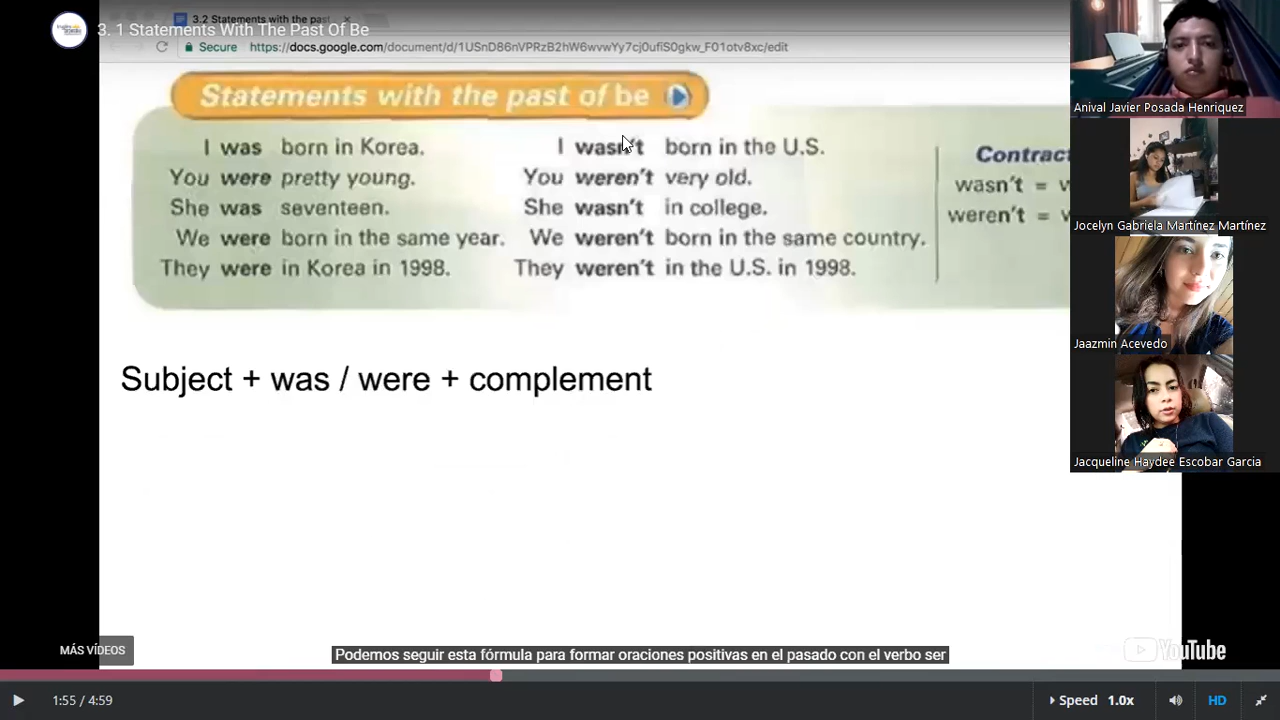 3.2 Statements with the past
3. 1 Statements With The Past Of Be
Secure https://docs.google.com/document/d/1USnD86nVPRzB2hW6wvwYy7cj0ufiS0gkw_F01otv8xc/edit
Statements with the past of be
I was born in Korea. I wasn't born in the U.S.
You were pretty young. You weren't very old.
She was seventeen. She wasn't in college.
We were born in the same year. We weren't born in the same country.
They were in Korea in 1998. They weren't in the U.S. in 1998.
Contract
wasn't = w
weren't = w
Subject + was / were + complement
Anival Javier Posada Henriquez
Jocelyn Gabriela Martínez Martínez
Jaazmin Acevedo
Jacqueline Haydee Escobar Garcia
MÁS VÍDEOS
Podemos seguir esta fórmula para formar oraciones positivas en el pasado con el verbo ser
YouTube
1:55 / 4:59
Speed 1.0x
HD